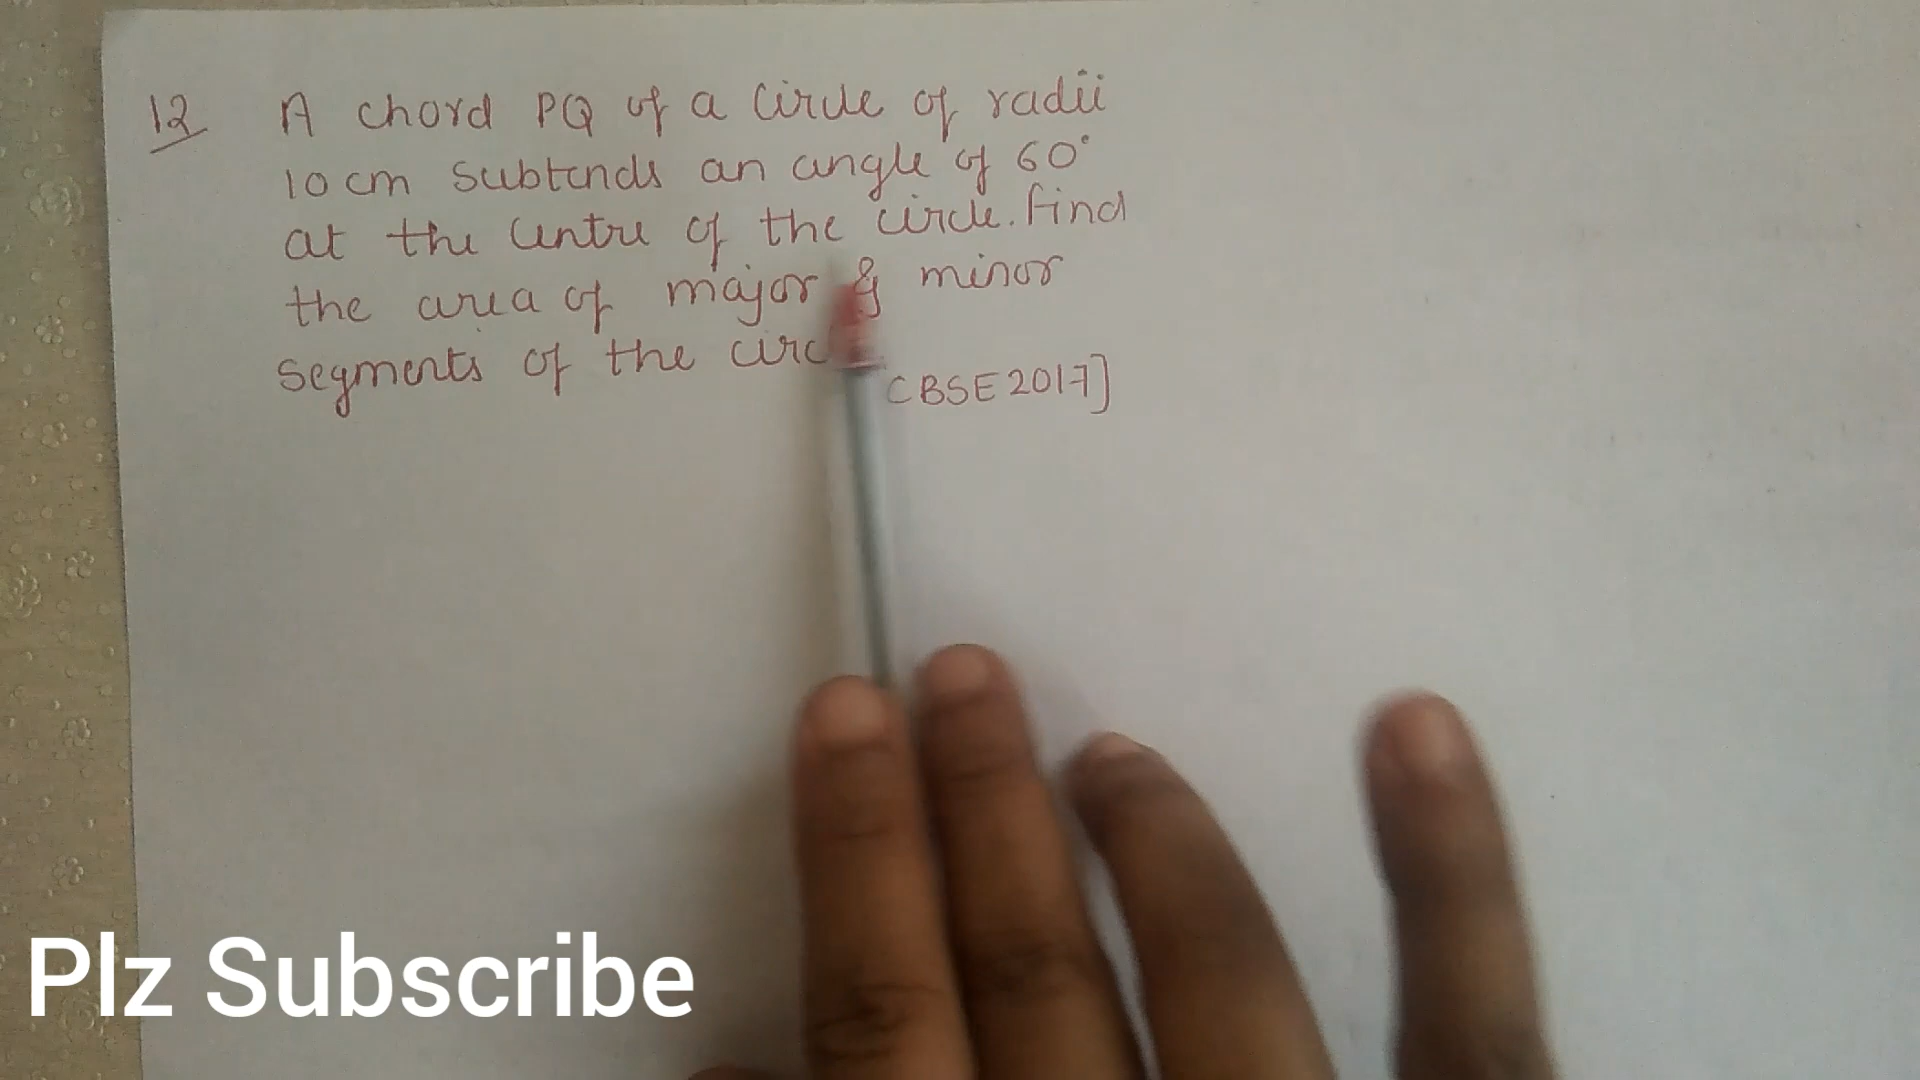 12 A chord PQ of a circle of radii
10 cm subtends an angle of 60°
at the centre of the circle. Find
the area of major & minor
segments of the circ
CBSE 2017]
Plz Subscribe